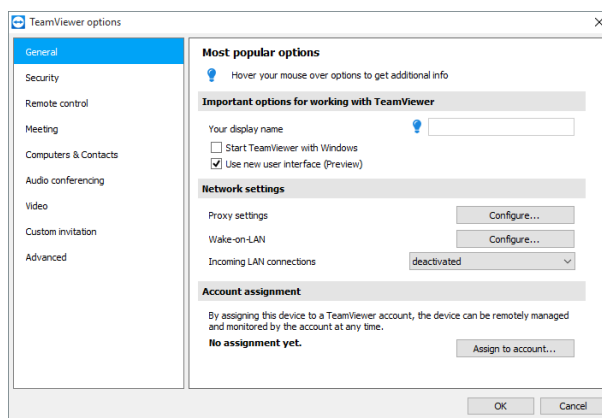 TeamViewer options
General
Security
Remote control
Meeting
Computers & Contacts
Audio conferencing
Video
Custom invitation
Advanced
Most popular options
Hover your mouse over options to get additional info
Important options for working with TeamViewer
Your display name
Start TeamViewer with Windows
Use new user interface (Preview)
Network settings
Proxy settings
Configure...
Wake-on-LAN
Configure...
Incoming LAN connections
deactivated
Account assignment
By assigning this device to a TeamViewer account, the device can be remotely managed
and monitored by the account at any time.
No assignment yet.
Assign to account...
OK
Cancel